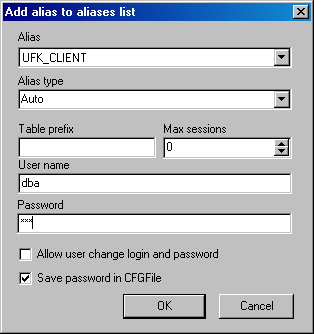 Add alias to aliases list
Alias
UFK_CLIENT
Alias type
Auto
Table prefix
Max sessions
0
User name
dba
Password
***
Allow user change login and password
Save password in CFGFile
OK
Cancel